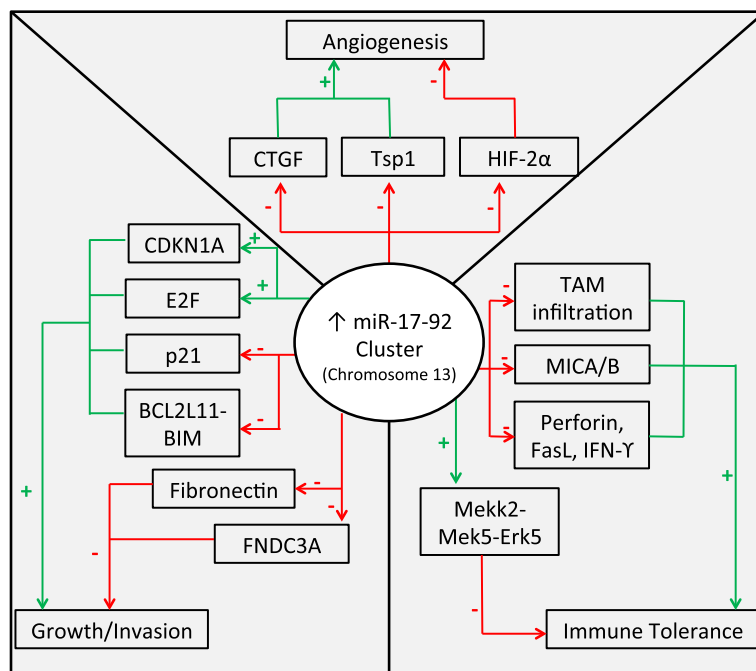 Angiogenesis
+
-
CTGF
Tsp1
HIF-2α
-
-
-
CDKN1A
+
E2F
+
p21
-
BCL2L11-
BIM
-
↑ miR-17-92
Cluster
(Chromosome 13)
-
TAM
infiltration
-
MICA/B
-
Perforin,
FasL, IFN-ϒ
+
+
Fibronectin
-
-
FNDC3A
+
-
Mekk2-
Mek5-Erk5
-
Growth/Invasion
Immune Tolerance